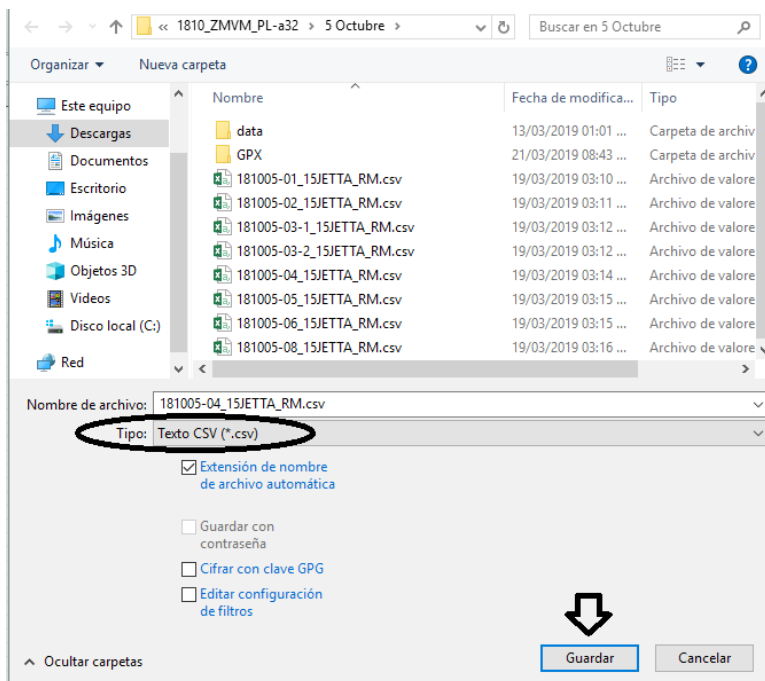 « 1810_ZMVM_PL-a32 > 5 Octubre >
Buscar en 5 Octubre
Organizar
Nueva carpeta
Este equipo
Descargas
Documentos
Escritorio
Imágenes
Música
Objetos 3D
Videos
Disco local (C:)
Red
Nombre Fecha de modifica... Tipo
data 13/03/2019 01:01 ... Carpeta de archiv
GPX 21/03/2019 08:43 ... Carpeta de archiv
181005-01_15JETTA_RM.csv 19/03/2019 03:10 ... Archivo de valore
181005-02_15JETTA_RM.csv 19/03/2019 03:11 ... Archivo de valore
181005-03-1_15JETTA_RM.csv 19/03/2019 03:12 ... Archivo de valore
181005-03-2_15JETTA_RM.csv 19/03/2019 03:12 ... Archivo de valore
181005-04_15JETTA_RM.csv 19/03/2019 03:14 ... Archivo de valore
181005-05_15JETTA_RM.csv 19/03/2019 03:15 ... Archivo de valore
181005-06_15JETTA_RM.csv 19/03/2019 03:15 ... Archivo de valore
181005-08_15JETTA_RM.csv 19/03/2019 03:16 ... Archivo de valore
Nombre de archivo: 181005-04_15JETTA_RM.csv
Tipo: Texto CSV (*.csv)
Extensión de nombre
de archivo automática
Guardar con
contraseña
Cifrar con clave GPG
Editar configuración
de filtros
Ocultar carpetas
Guardar
Cancelar